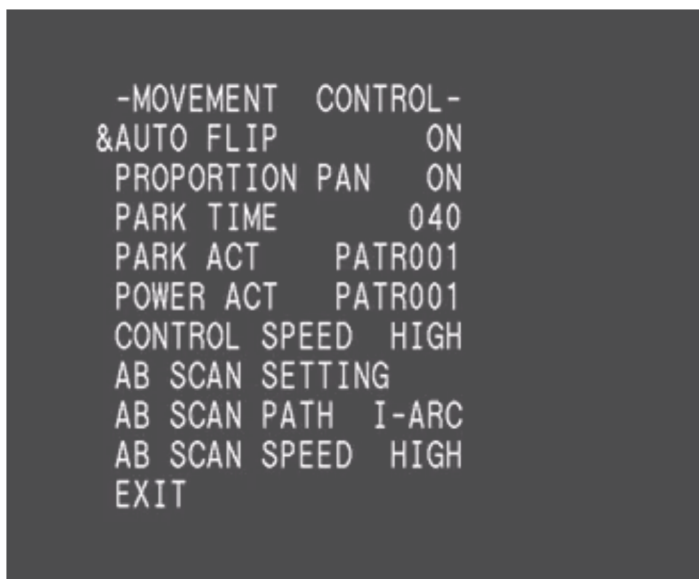 -MOVEMENT CONTROL-
&AUTO FLIP ON
PROPORTION PAN ON
PARK TIME 040
PARK ACT PATR001
POWER ACT PATR001
CONTROL SPEED HIGH
AB SCAN SETTING
AB SCAN PATH I-ARC
AB SCAN SPEED HIGH
EXIT